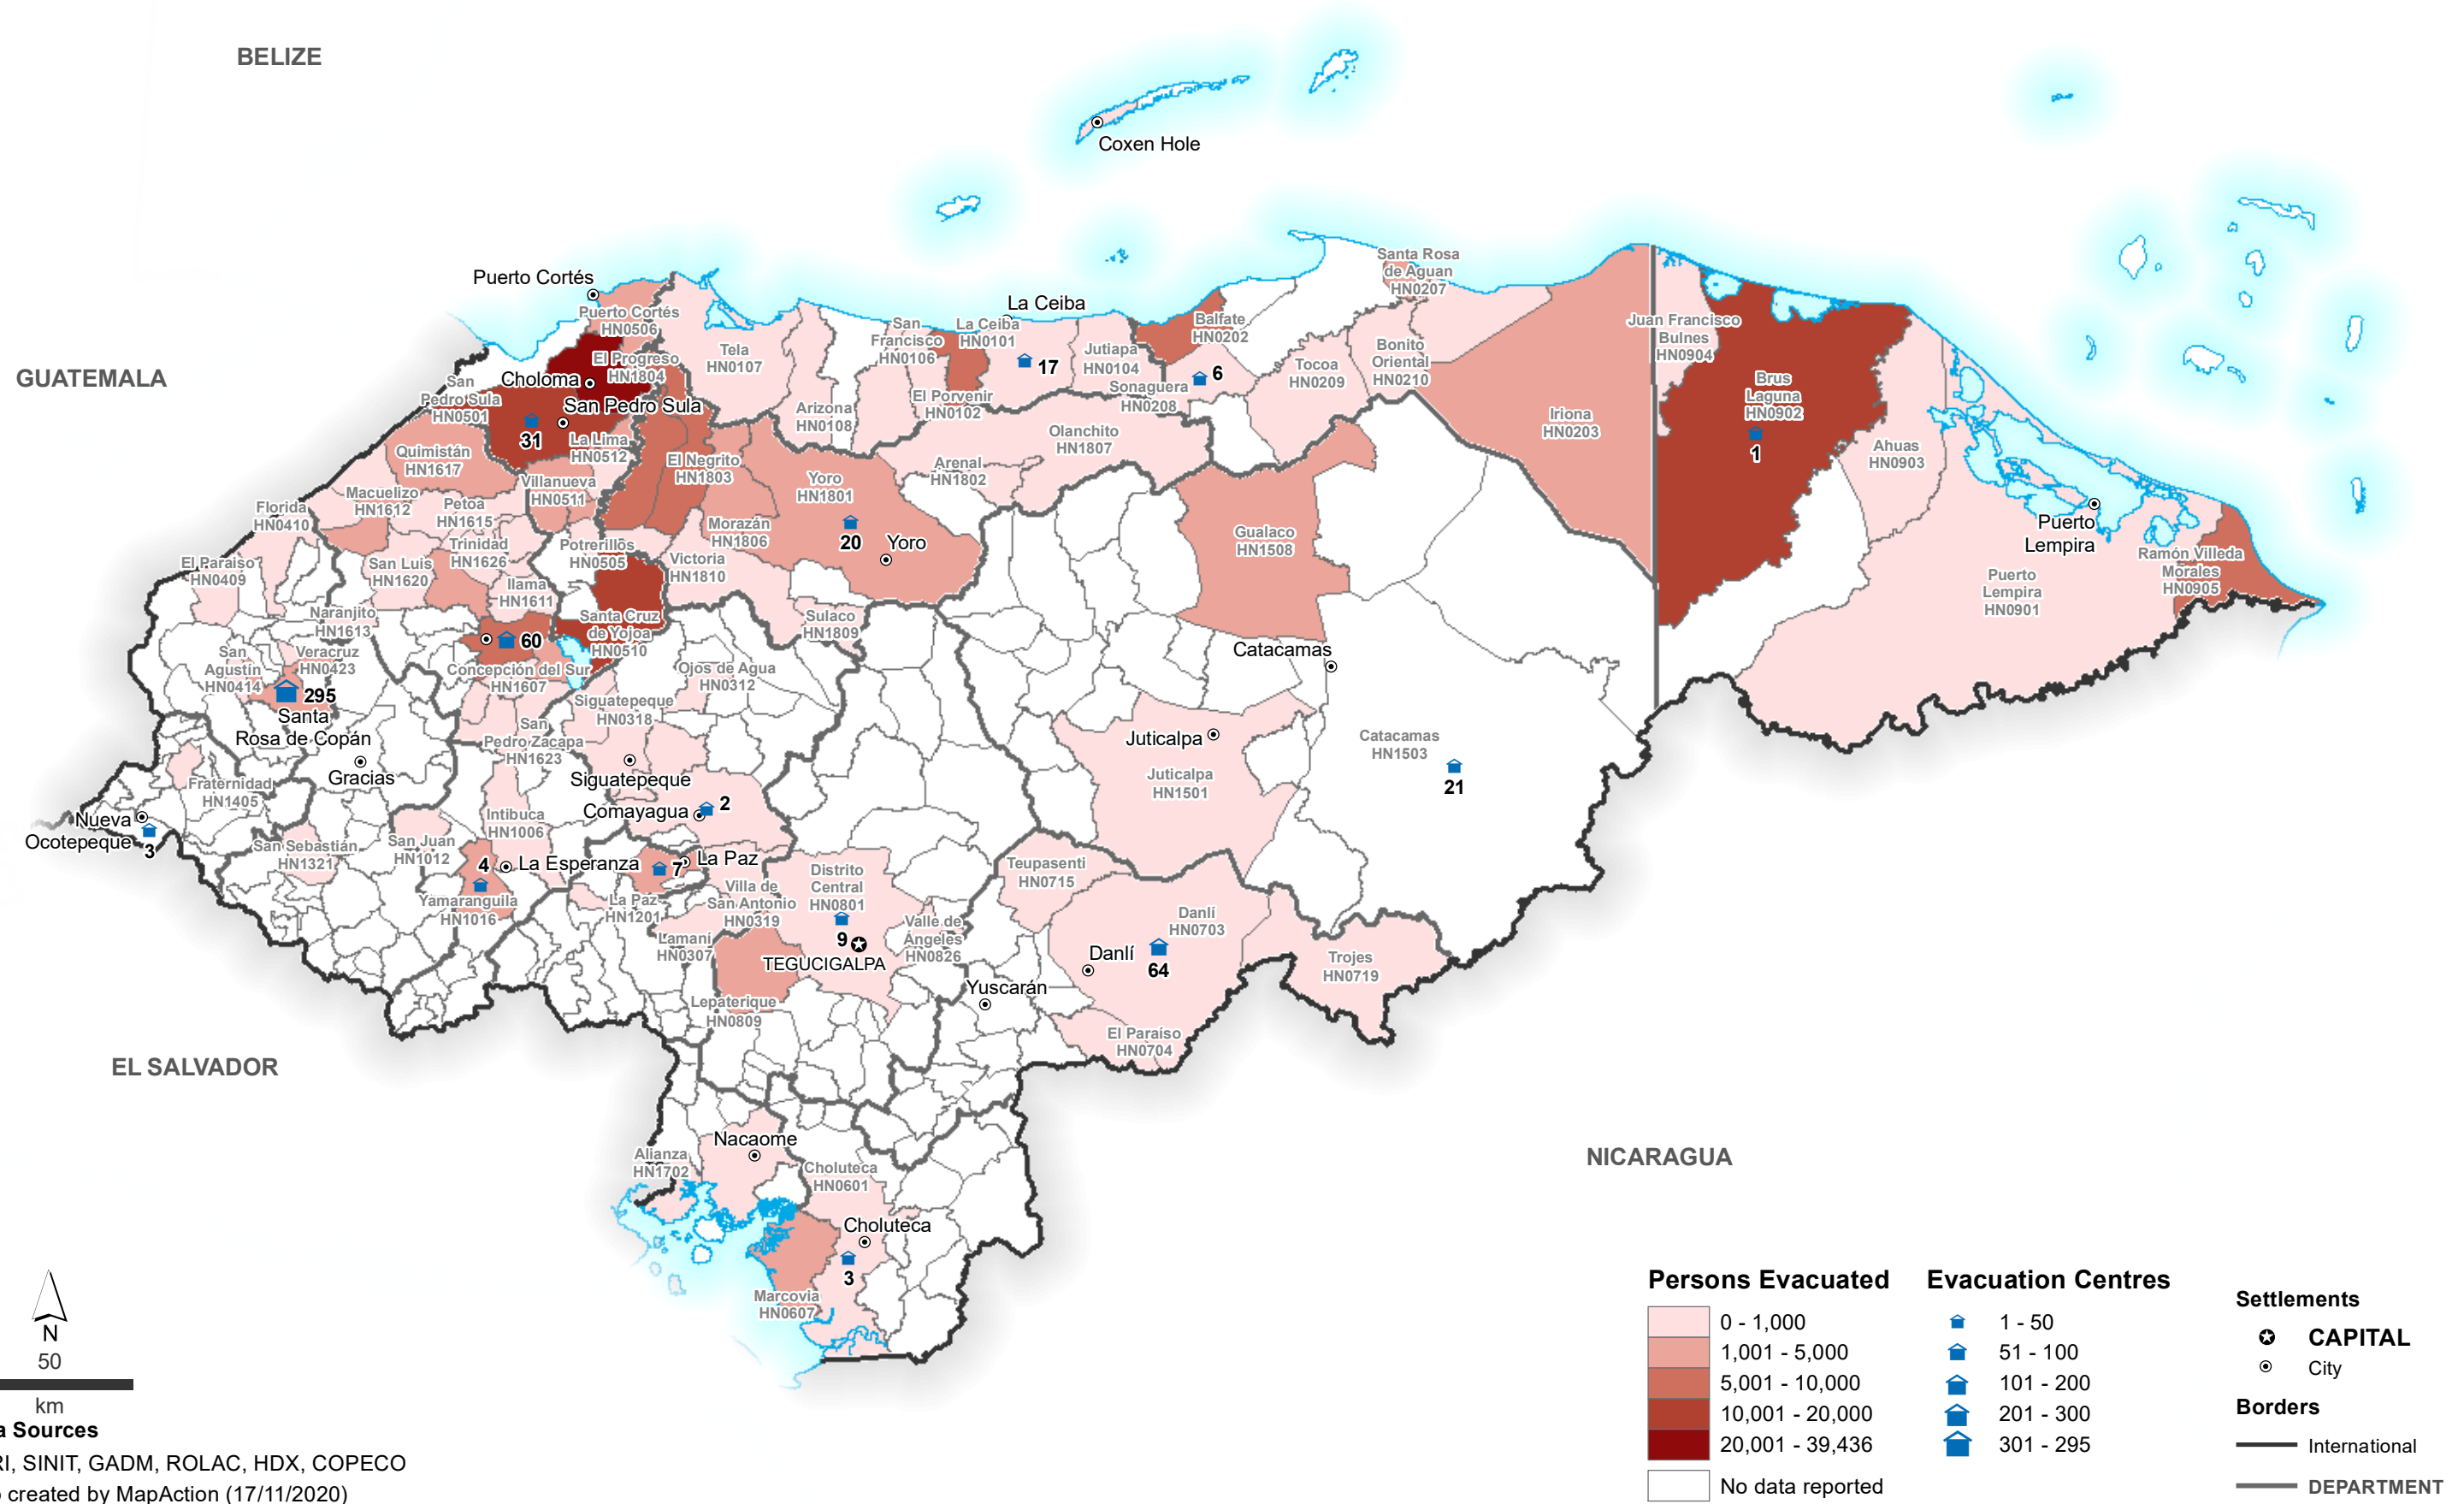 BELIZE
Coxen Hole
GUATEMALA
Puerto Cortés
Puerto Cortés
HN0506
El Progreso
HN1804
Choloma
San
Pedro Sula
HN0501
San Pedro Sula
31
La Lima
HN0512
Quimistán
HN1617
Villanueva
HN0511
El Negrito
HN1803
Tela
HN0107
Arizona
HN0108
San
Francisco
HN0106
La Ceiba
La Ceiba
HN0101
17
El Porvenir
HN0102
Jutiapa
HN0104
Balfate
HN0202
6
Sonaguera
HN0208
Tocoa
HN0209
Bonito
Oriental
HN0210
Santa Rosa
de Aguan
HN0207
Iriona
HN0203
Juan Francisco
Bulnes
HN0904
Brus
Laguna
HN0902
1
Ahuas
HN0903
Puerto
Lempira
Puerto
Lempira
HN0901
Ramón Villeda
Morales
HN0905
Olanchito
HN1807
Arenal
HN1802
Yoro
HN1801
20
Yoro
Morazán
HN1806
Victoria
HN1810
Sulaco
HN1809
Gualaco
HN1508
Macuelizo
HN1612
Petoa
HN1615
Florida
HN0410
El Paraíso
HN0409
San Luis
HN1620
Trinidad
HN1626
Potrerillos
HN0505
Ilama
HN1611
Naranjito
HN1613
Santa Cruz
de Yojoa
HN0510
60
Concepción del Sur
HN1607
Veracruz
HN0423
San
Agustín
HN0414
295
Santa
Rosa de Copán
Gracias
Ojos de Agua
HN0312
Siguatepeque
HN0318
San
Pedro Zacapa
HN1623
Siguatepeque
Comayagua
2
Fraternidad
HN1405
Nueva
Ocotepeque
3
Intibuca
HN1006
San Juan
HN1012
San Sebastián
HN1321
4
La Esperanza
Yamaranguila
HN1016
7
La Paz
La Paz
HN1201
Villa de
San Antonio
HN0319
Lamaní
HN0307
Lepaterique
HN0809
Distrito
Central
HN0801
9
TEGUCIGALPA
Valle de
Ángeles
HN0826
Yuscarán
Teupasenti
HN0715
Danlí
HN0703
Danlí
64
El Paraíso
HN0704
Trojes
HN0719
Catacamas
Catacamas
HN1503
21
Juticalpa
Juticalpa
HN1501
EL SALVADOR
NICARAGUA
Nacaome
Alianza
HN1702
Choluteca
HN0601
Choluteca
3
Marcovia
HN0607
N
50
km
a Sources
RI, SINIT, GADM, ROLAC, HDX, COPECO
created by MapAction (17/11/2020)
Persons Evacuated
0 - 1,000
1,001 - 5,000
5,001 - 10,000
10,001 - 20,000
20,001 - 39,436
No data reported
Evacuation Centres
1 - 50
51 - 100
101 - 200
201 - 300
301 - 295
Settlements
CAPITAL
City
Borders
International
DEPARTMENT